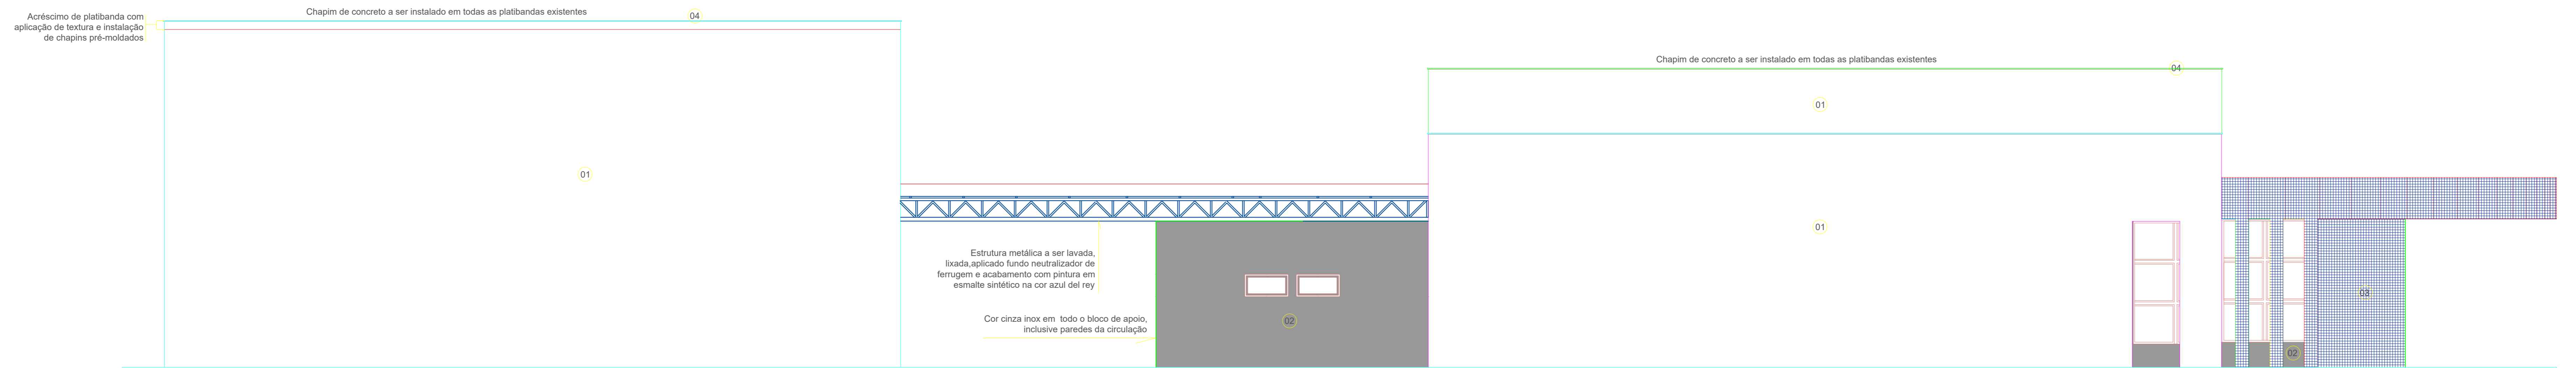 Acréscimo de platibanda com
aplicação de textura e instalação
de chapins pré-moldados
Chapim de concreto a ser instalado em todas as platibandas existentes
04
01
Estrutura metálica a ser lavada,
lixada,aplicado fundo neutralizador de
ferrugem e acabamento com pintura em
esmalte sintético na cor azul del rey
Cor cinza inox em todo o bloco de apoio,
inclusive paredes da circulação
02
Chapim de concreto a ser instalado em todas as platibandas existentes
04
01
01
03
02